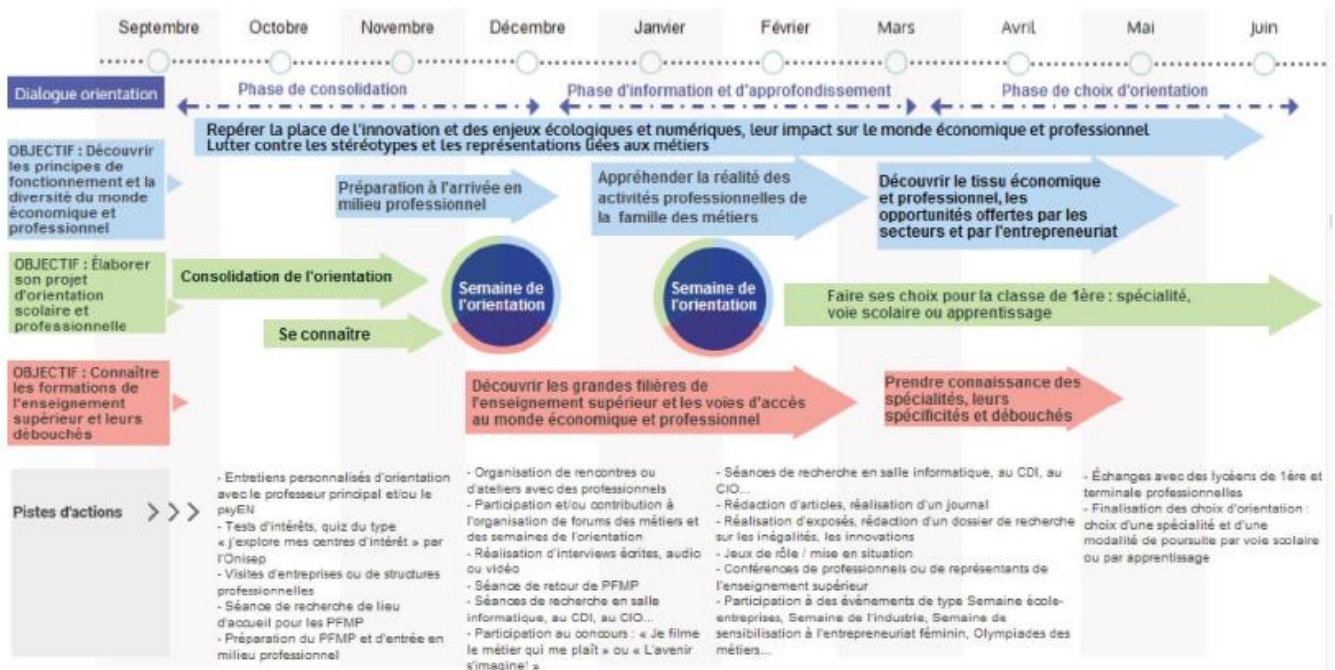 Septembre
Octobre
Novembre
Décembre
Janvier
Février
Mars
Avril
Mai
Juin
Dialogue orientation
Phase de consolidation
Phase d'information et d'approfondissement
Phase de choix d'orientation
Repérer la place de l'innovation et des enjeux écologiques et numériques, leur impact sur le monde économique et professionnel
Lutter contre les stéréotypes et les représentations liées aux métiers
OBJECTIF : Découvrir
les principes de
fonctionnement et la
diversité du monde
économique et
professionnel
Préparation à l'arrivée en
milieu professionnel
Appréhender la réalité des
activités professionnelles de
la famille des métiers
Découvrir le tissu économique
et professionnel, les
opportunités offertes par les
secteurs et par l'entrepreneuriat
OBJECTIF : Élaborer
son projet
d'orientation
scolaire et
professionnelle
Consolidation de l'orientation
Se connaître
Semaine de
l'orientation
Semaine de
l'orientation
Faire ses choix pour la classe de 1ère : spécialité,
voie scolaire ou apprentissage
OBJECTIF : Connaître
les formations de
l'enseignement
supérieur et leurs
débouchés
Découvrir les grandes filières de
l'enseignement supérieur et les voies d'accès
au monde économique et professionnel
Prendre connaissance des
spécialités, leurs
spécificités et débouchés
Pistes d'actions
- Entretiens personnalisés d'orientation
avec le professeur principal et/ou le
psyEN
- Tests d'intérêts, quiz du type
« j'explore mes centres d'intérêt » par
l'Onisep
- Visites d'entreprises ou de structures
professionnelles
- Séance de recherche de lieu
d'accueil pour les PFMP
- Préparation du PFMP et d'entrée en
milieu professionnel
- Organisation de rencontres ou
d'ateliers avec des professionnels
- Participation et/ou contribution à
l'organisation de forums des métiers et
des semaines de l'orientation
- Réalisation d'interviews écrites, audio
ou vidéo
- Séance de retour de PFMP
- Séances de recherche en salle
informatique, au CDI, au CIO...
- Participation au concours : « Je filme
le métier qui me plaît » ou « L'avenir
s'imagine! »
- Séances de recherche en salle informatique, au CDI, au
CIO...
- Rédaction d'articles, réalisation d'un journal
- Réalisation d'exposés, rédaction d'un dossier de recherche
sur les inégalités, les innovations
- Jeux de rôle / mise en situation
- Conférences de professionnels ou de représentants de
l'enseignement supérieur
- Participation à des événements de type Semaine école-
entreprises, Semaine de l'industrie, Semaine de
sensibilisation à l'entrepreneuriat féminin, Olympiades des
métiers...
- Échanges avec des lycéens de 1ère et
terminale professionnelles
- Finalisation des choix d'orientation :
choix d'une spécialité et d'une
modalité de poursuite par voie scolaire
ou par apprentissage